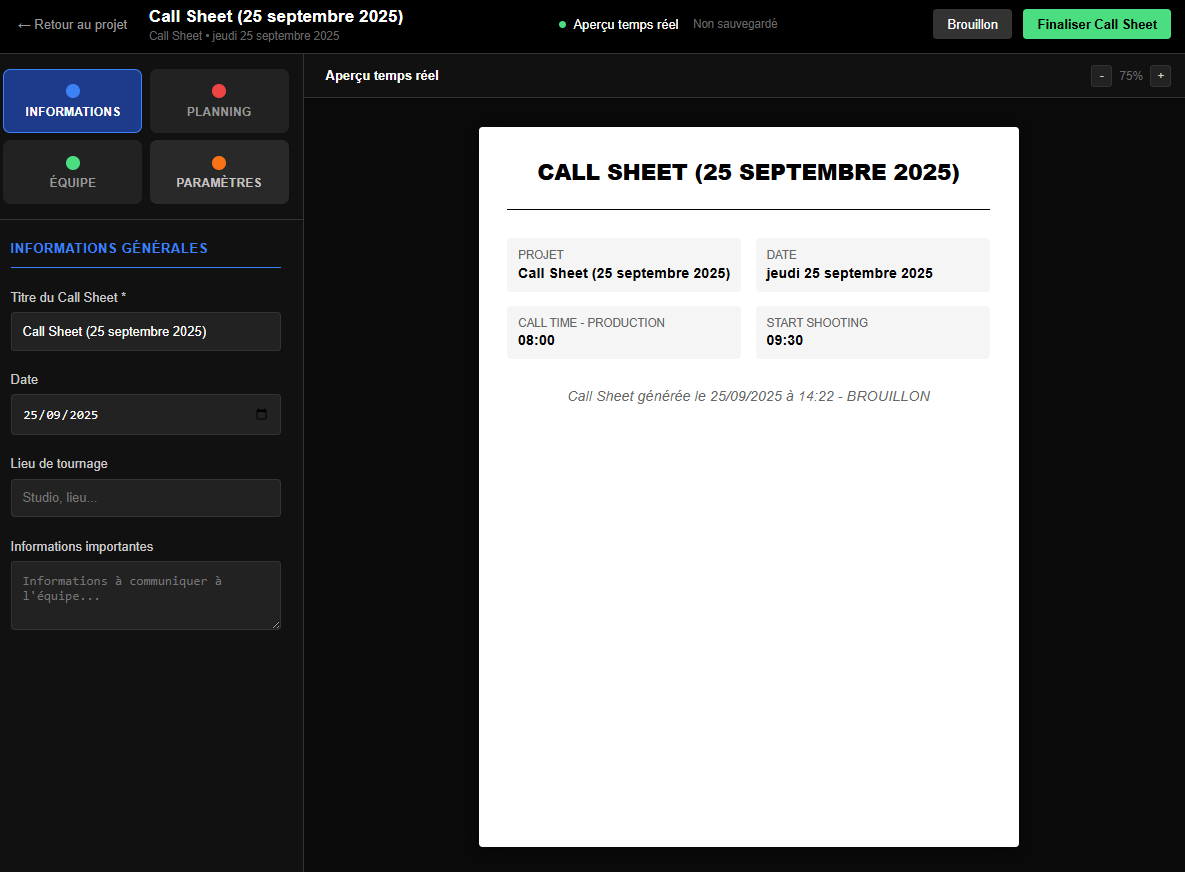 ← Retour au projet
Call Sheet (25 septembre 2025)
Call Sheet • jeudi 25 septembre 2025
Aperçu temps réel
Non sauvegardé
Brouillon
Finaliser Call Sheet
INFORMATIONS
PLANNING
ÉQUIPE
PARAMÈTRES
INFORMATIONS GÉNÉRALES
Titre du Call Sheet *
Call Sheet (25 septembre 2025)
Date
25/09/2025
Lieu de tournage
Studio, lieu...
Informations importantes
Informations à communiquer à
l'équipe...
Aperçu temps réel
-
75%
+
CALL SHEET (25 SEPTEMBRE 2025)
PROJET
Call Sheet (25 septembre 2025)
DATE
jeudi 25 septembre 2025
CALL TIME - PRODUCTION
08:00
START SHOOTING
09:30
Call Sheet générée le 25/09/2025 à 14:22 - BROUILLON